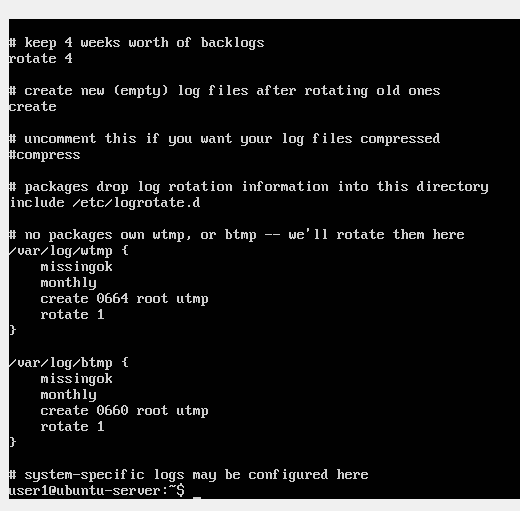 # keep 4 weeks worth of backlogs
rotate 4
# create new (empty) log files after rotating old ones
create
# uncomment this if you want your log files compressed
#compress
# packages drop log rotation information into this directory
include /etc/logrotate.d
# no packages own wtmp, or btmp -- we'll rotate them here
/var/log/wtmp {
    missingok
    monthly
    create 0664 root utmp
    rotate 1
}
/var/log/btmp {
    missingok
    monthly
    create 0660 root utmp
    rotate 1
}
# system-specific logs may be configured here
user1@ubuntu-server:~$ _